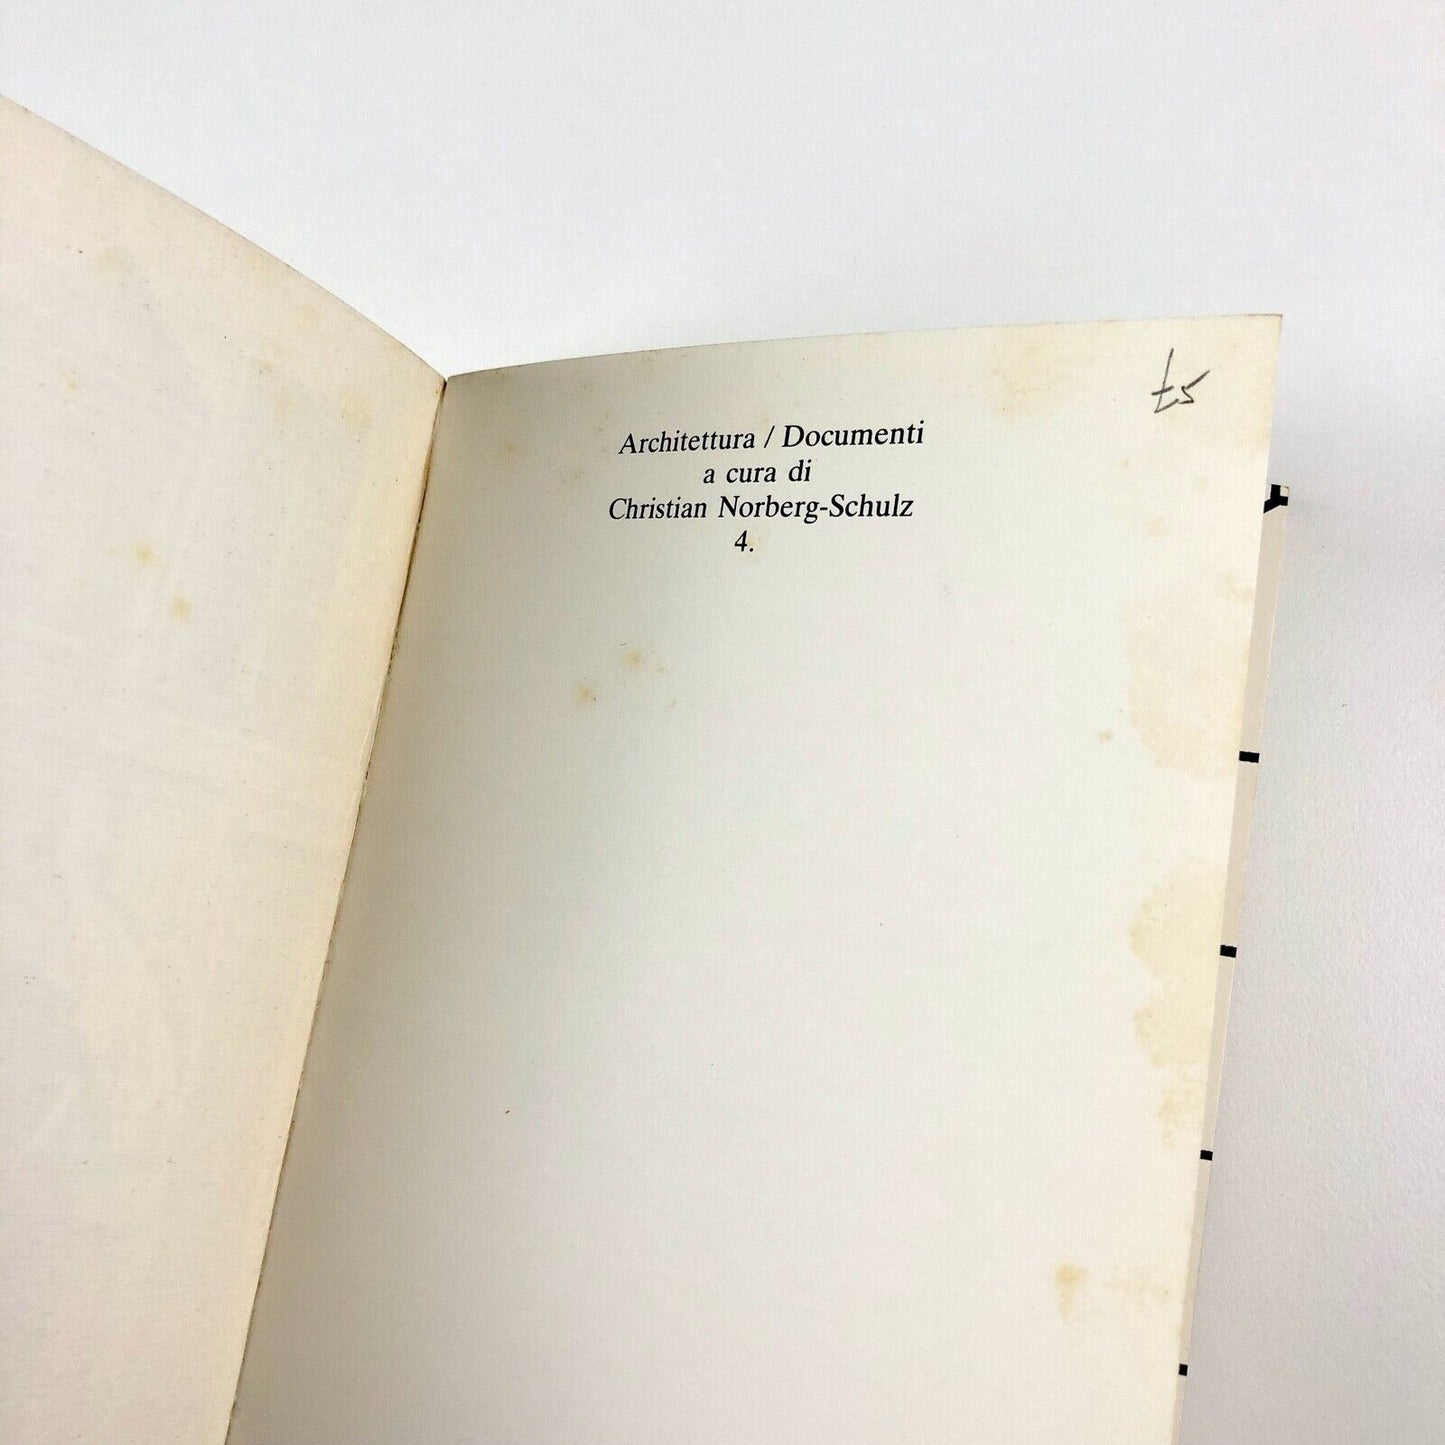 Architettura / Documenti
a cura di
Christian Norberg-Schulz
4.